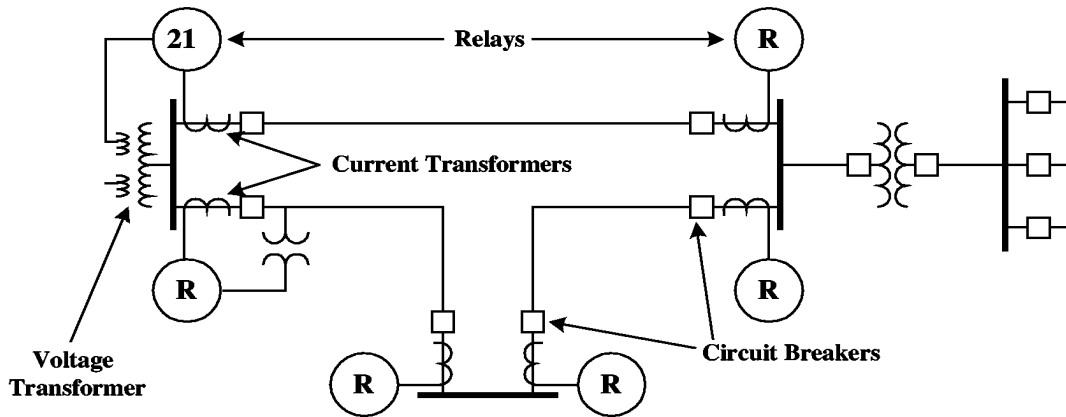 21
Relays
R
Current Transformers
R
R
Voltage
Transformer
Circuit Breakers
R
R